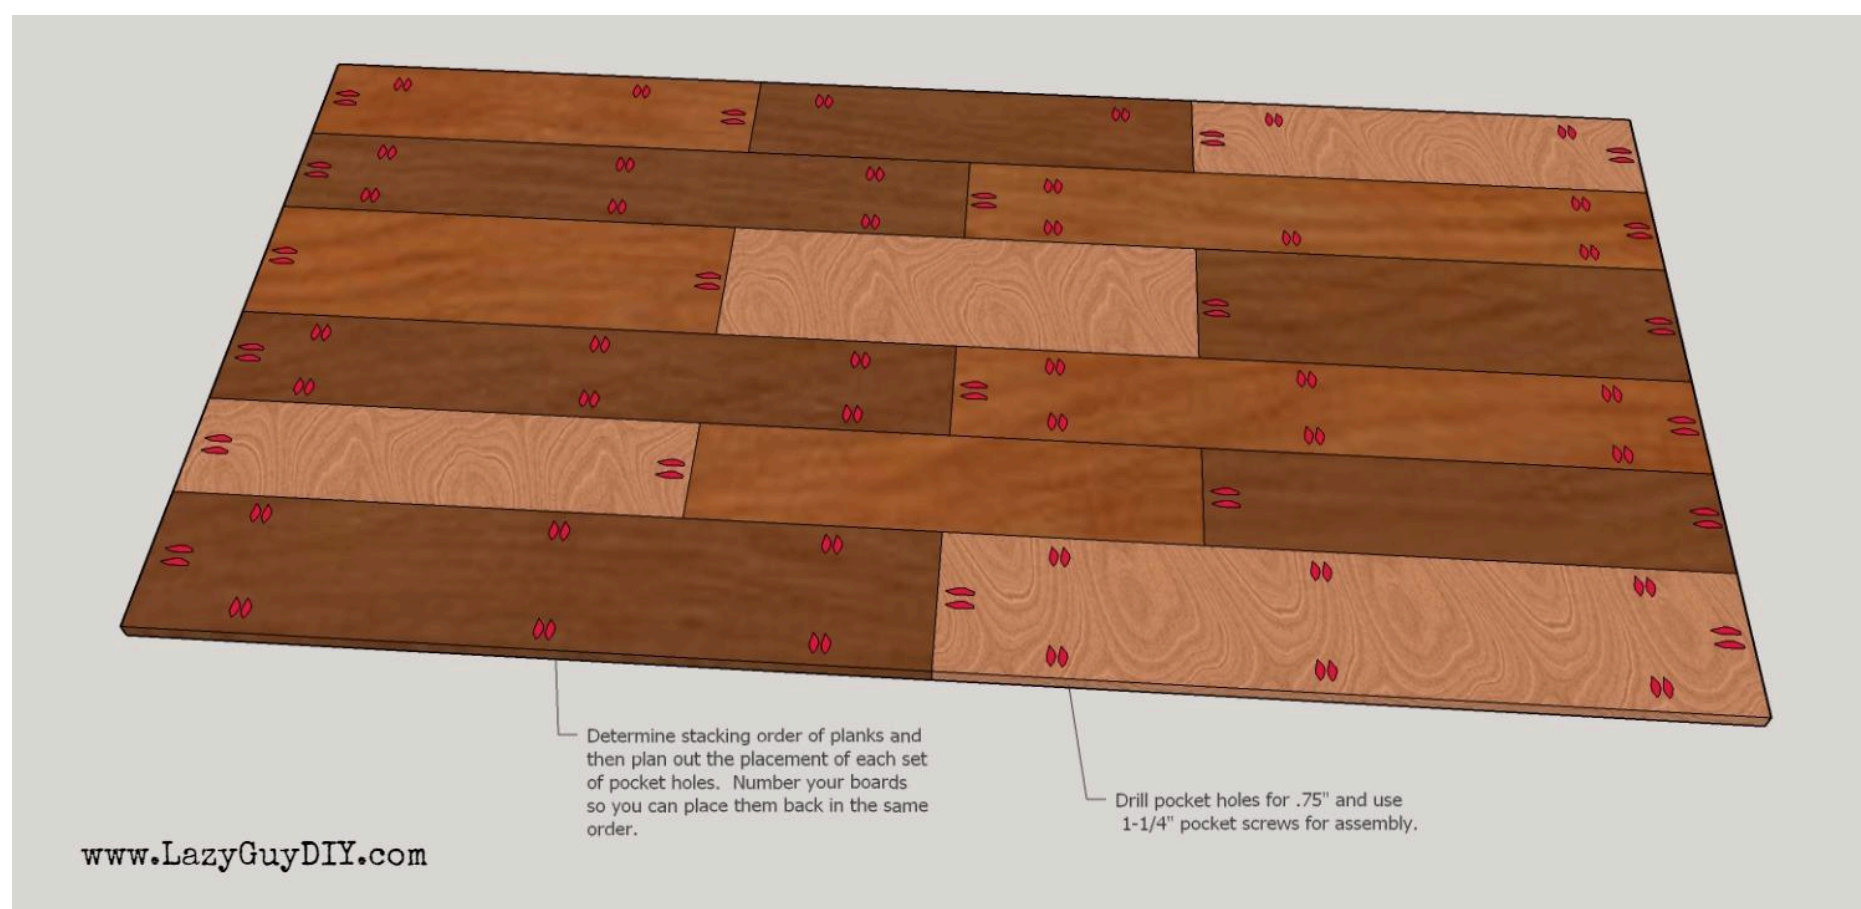 Determine stacking order of planks and
then plan out the placement of each set
of pocket holes.  Number your boards
so you can place them back in the same
order.
Drill pocket holes for .75" and use
1-1/4" pocket screws for assembly.
www.LazyGuyDIY.com